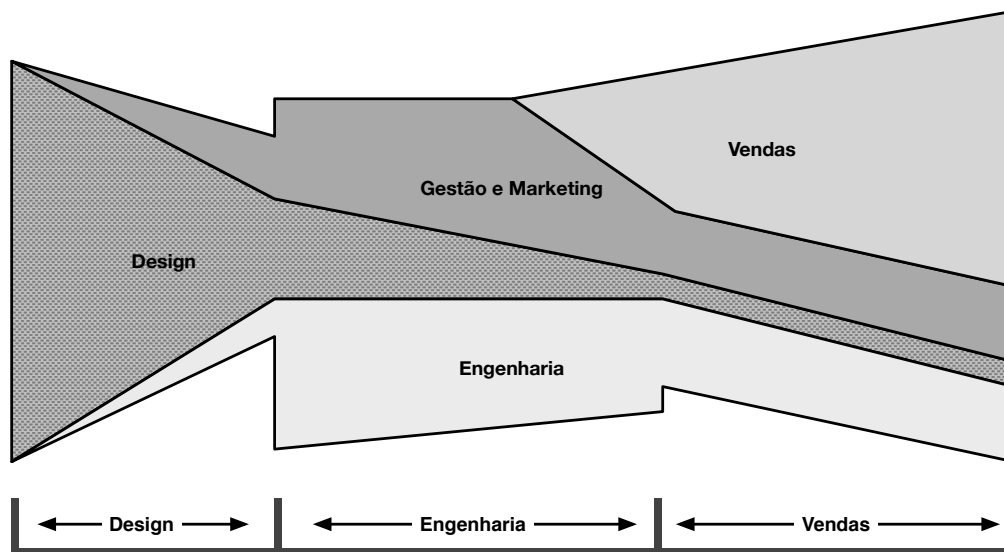 Vendas
Gestão e Marketing
Design
Engenharia
Design
Engenharia
Vendas